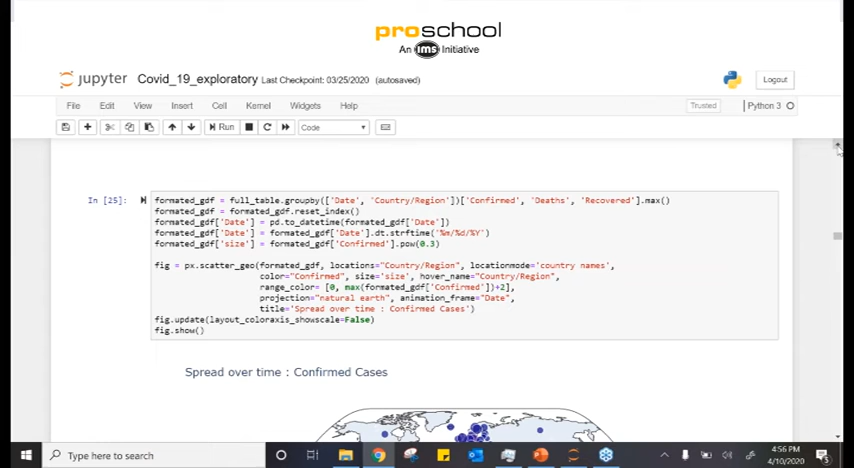 proschool
An ims Initiative
jupyter Covid_19_exploratory Last Checkpoint: 03/25/2020 (autosaved)
Logout
File Edit View Insert Cell Kernel Widgets Help
Trusted
Python 3
Run
Code
In [25]:
formated_gdf = full_table.groupby(['Date', 'Country/Region'])['Confirmed', 'Deaths', 'Recovered'].max()
formated_gdf = formated_gdf.reset_index()
formated_gdf['Date'] = pd.to_datetime(formated_gdf['Date'])
formated_gdf['Date'] = formated_gdf['Date'].dt.strftime('%m/%d/%Y')
formated_gdf['size'] = formated_gdf['Confirmed'].pow(0.3)
fig = px.scatter_geo(formated_gdf, locations="Country/Region", locationmode='country names',
color="Confirmed", size='size', hover_name="Country/Region",
range_color= [0, max(formated_gdf['Confirmed'])+2],
projection="natural earth", animation_frame="Date",
title='Spread over time : Confirmed Cases')
fig.update(layout_coloraxis_showscale=False)
fig.show()
Spread over time : Confirmed Cases
Type here to search
4:56 PM
4/10/2020